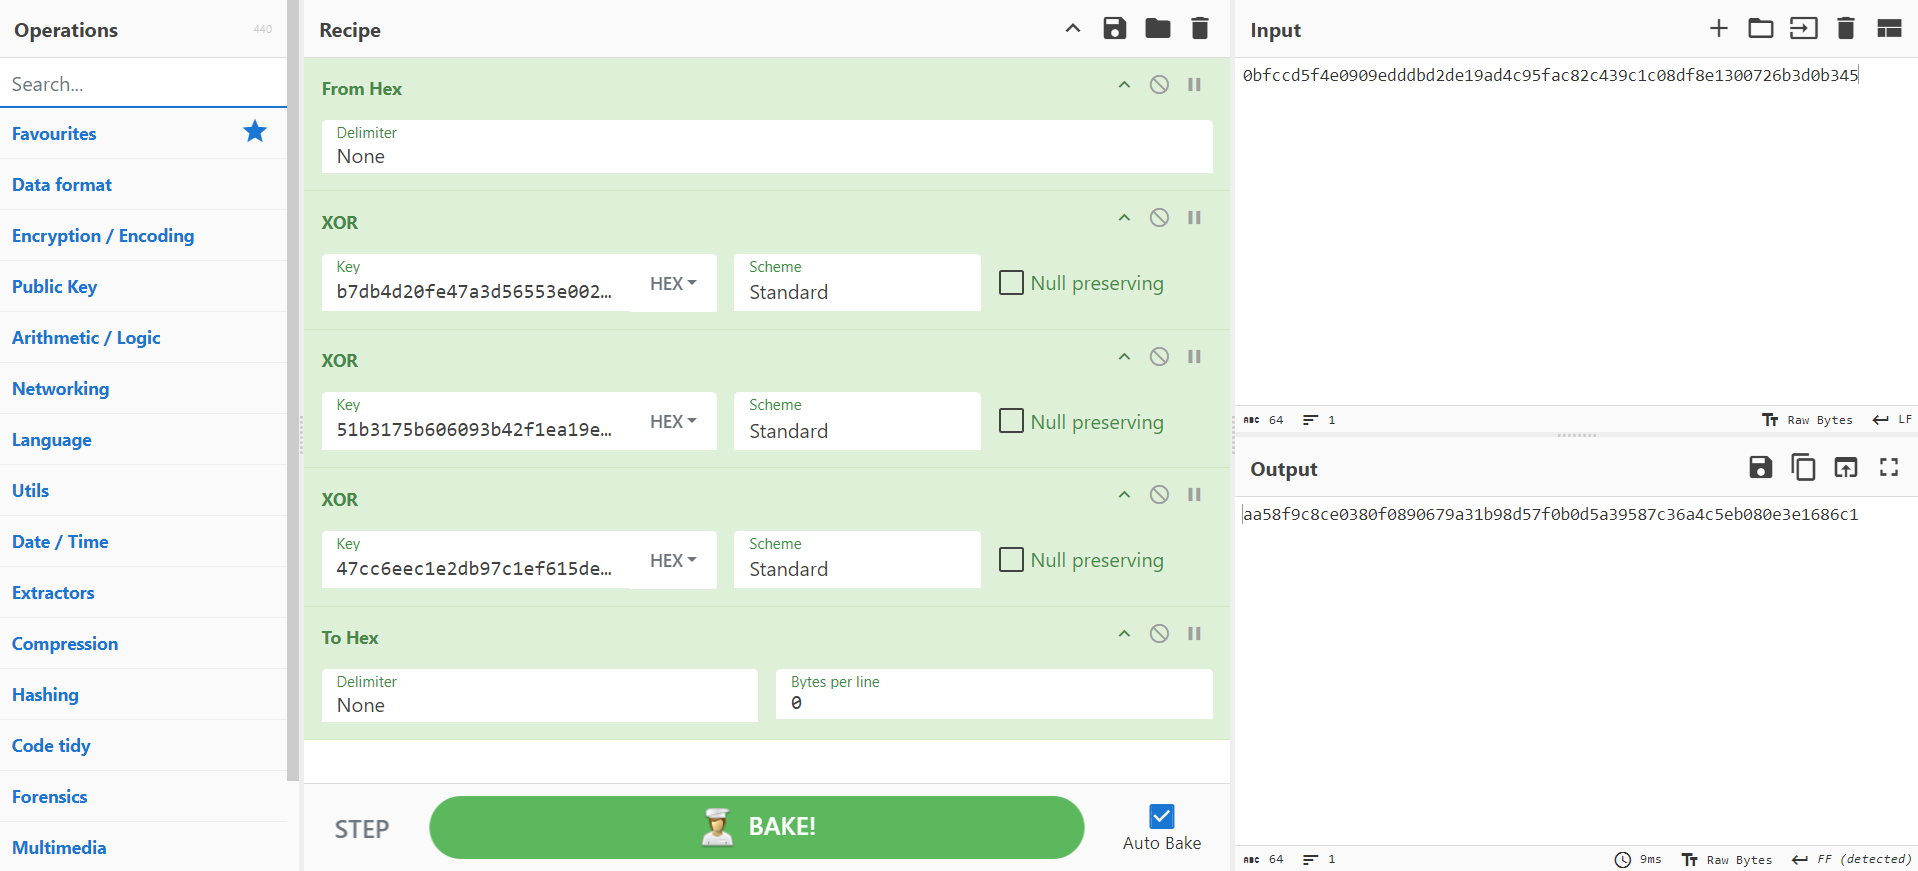 Operations 440
Search...
Favourites
Data format
Encryption / Encoding
Public Key
Arithmetic / Logic
Networking
Language
Utils
Date / Time
Extractors
Compression
Hashing
Code tidy
Forensics
Multimedia
Recipe
From Hex
Delimiter
None
XOR
Key
b7db4d20fe47a3d56553e002...
HEX
Scheme
Standard
Null preserving
XOR
Key
51b3175b606093b42f1ea19e...
HEX
Scheme
Standard
Null preserving
XOR
Key
47cc6eec1e2db97c1ef615de...
HEX
Scheme
Standard
Null preserving
To Hex
Delimiter
None
Bytes per line
0
STEP
BAKE!
Auto Bake
Input
0bfccd5f4e0909edddbd2de19ad4c95fac82c439c1c08df8e1300726b3d0b345
ABC 64 1 Raw Bytes LF
Output
aa58f9c8ce0380f0890679a31b98d57f0b0d5a39587c36a4c5eb080e3e1686c1
ABC 64 1 9ms Raw Bytes FF (detected)